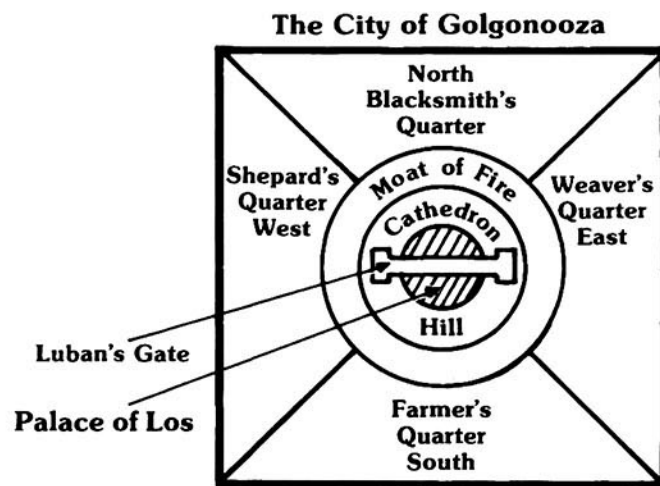 The City of Golgonooza
North
Blacksmith's
Quarter
Moat of Fire
Shepard's
Quarter
West
Weaver's
Quarter
East
Cathedron
Hill
Luban's Gate
Palace of Los
Farmer's
Quarter
South